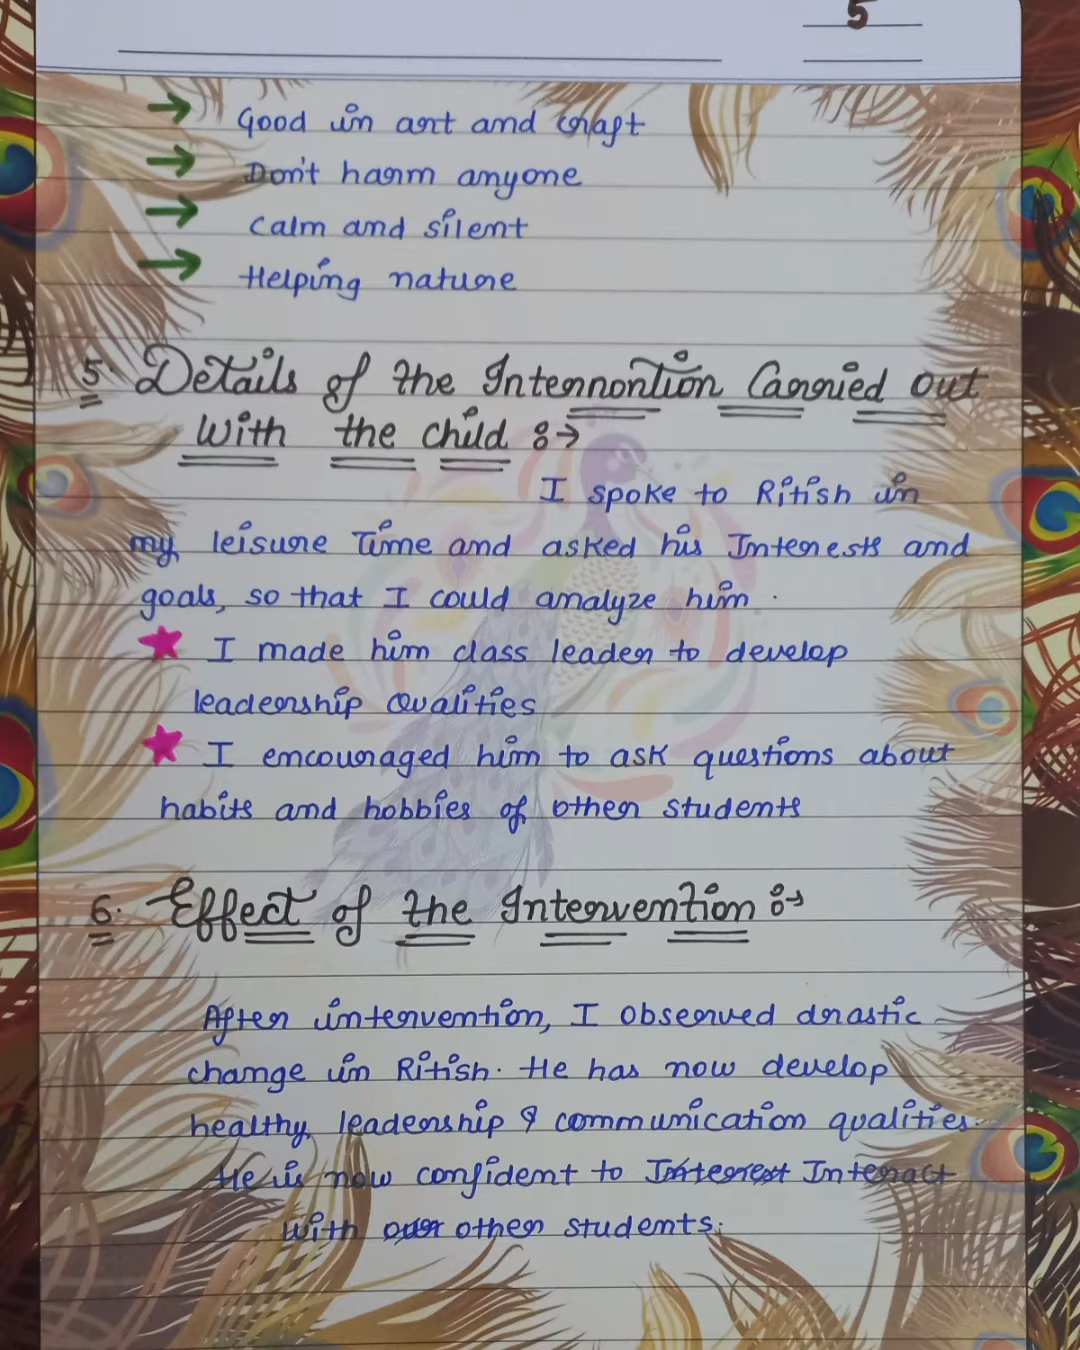 5
→ Good in art and craft
→ Don't harm anyone
→ Calm and silent
→ Helping nature
5. Details of the Internontion Carried out
with the child :→
I spoke to Ritish in
my leisure Time and asked his Interests and
goals, so that I could analyze him.
★ I made him class leader to develop
leadership Qualities
★ I encouraged him to ask questions about
habits and hobbies of other students
6. Effect of the Intervention :→
After intervention, I observed drastic
change in Ritish. He has now develop
healthy leadership & communication qualities.
He is now confident to Interest Interact
with over other students.